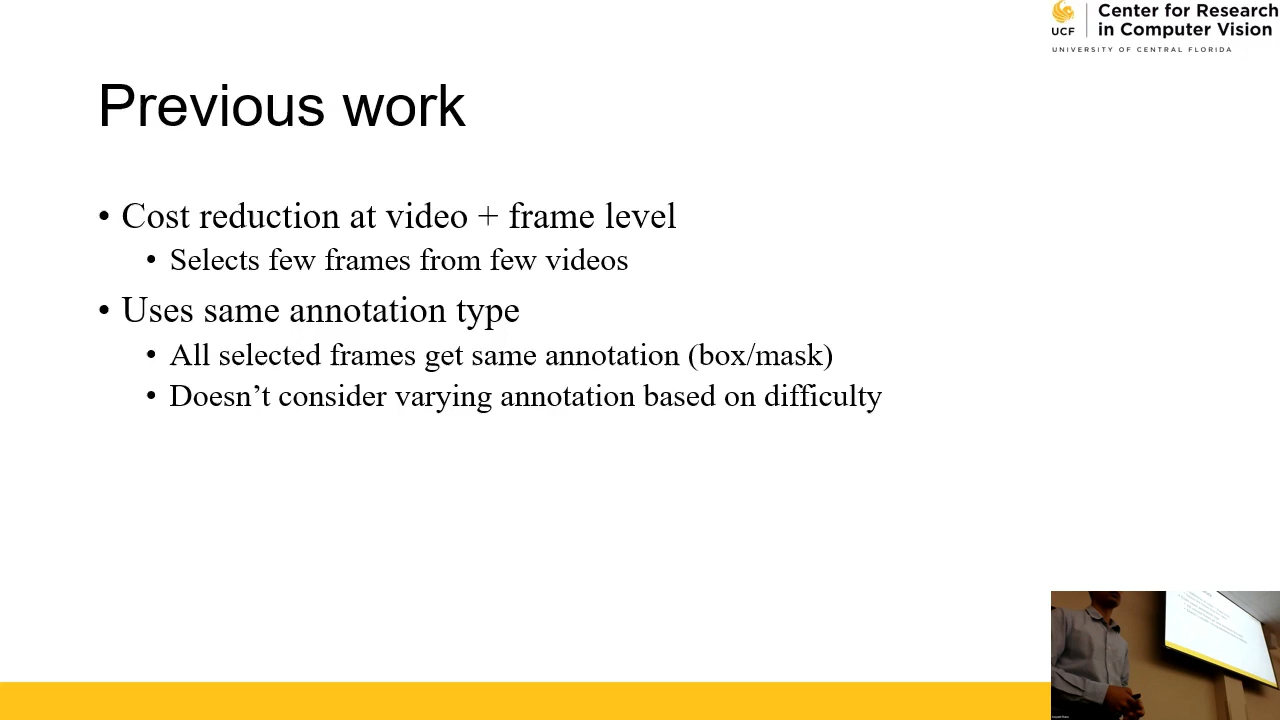 UCF
Center for Research
in Computer Vision
UNIVERSITY OF CENTRAL FLORIDA
Previous work
• Cost reduction at video + frame level
• Selects few frames from few videos
• Uses same annotation type
• All selected frames get same annotation (box/mask)
• Doesn’t consider varying annotation based on difficulty